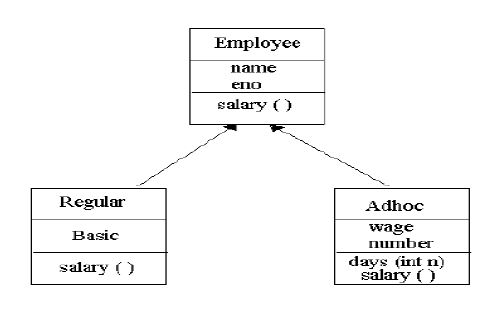 Employee
name
eno
salary ( )
Regular
Basic
salary ( )
Adhoc
wage
number
days (int n)
salary ( )